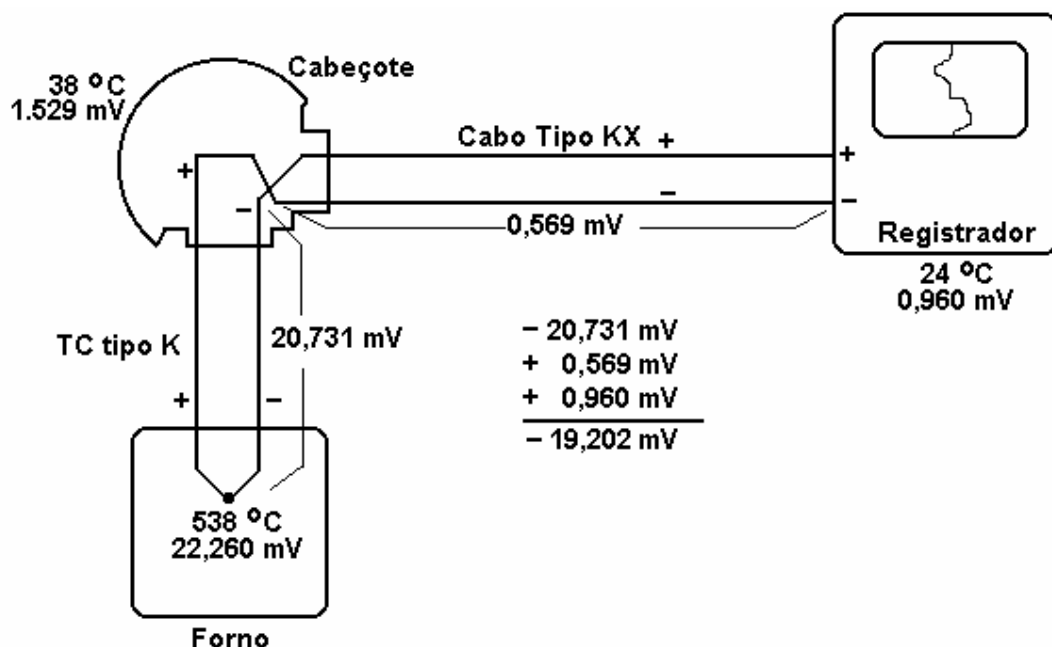 Cabeçote
38 °C
1.529 mV
Cabo Tipo KX
+
+
+
–
–
–
0,569 mV
Registrador
24 °C
0,960 mV
TC tipo K
20,731 mV
– 20,731 mV
+ 0,569 mV
+ 0,960 mV
– 19,202 mV
+
–
538 °C
22,260 mV
Forno